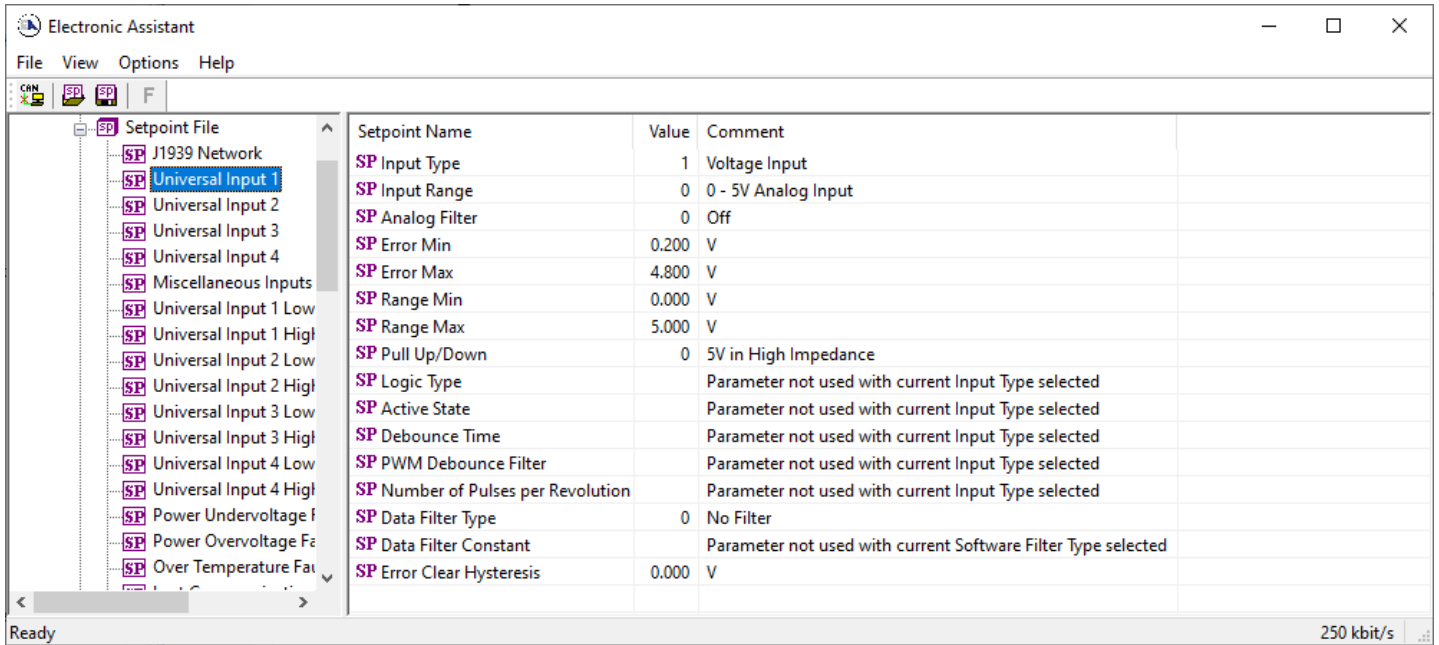 Electronic Assistant
File View Options Help
CAN SP SP F
Setpoint File
SP J1939 Network
SP Universal Input 1
SP Universal Input 2
SP Universal Input 3
SP Universal Input 4
SP Miscellaneous Inputs
SP Universal Input 1 Low
SP Universal Input 1 High
SP Universal Input 2 Low
SP Universal Input 2 High
SP Universal Input 3 Low
SP Universal Input 3 High
SP Universal Input 4 Low
SP Universal Input 4 High
SP Power Undervoltage F
SP Power Overvoltage Fa
SP Over Temperature Fau
Setpoint Name Value Comment
SP Input Type 1 Voltage Input
SP Input Range 0 0 - 5V Analog Input
SP Analog Filter 0 Off
SP Error Min 0.200 V
SP Error Max 4.800 V
SP Range Min 0.000 V
SP Range Max 5.000 V
SP Pull Up/Down 0 5V in High Impedance
SP Logic Type Parameter not used with current Input Type selected
SP Active State Parameter not used with current Input Type selected
SP Debounce Time Parameter not used with current Input Type selected
SP PWM Debounce Filter Parameter not used with current Input Type selected
SP Number of Pulses per Revolution Parameter not used with current Input Type selected
SP Data Filter Type 0 No Filter
SP Data Filter Constant Parameter not used with current Software Filter Type selected
SP Error Clear Hysteresis 0.000 V
Ready 250 kbit/s